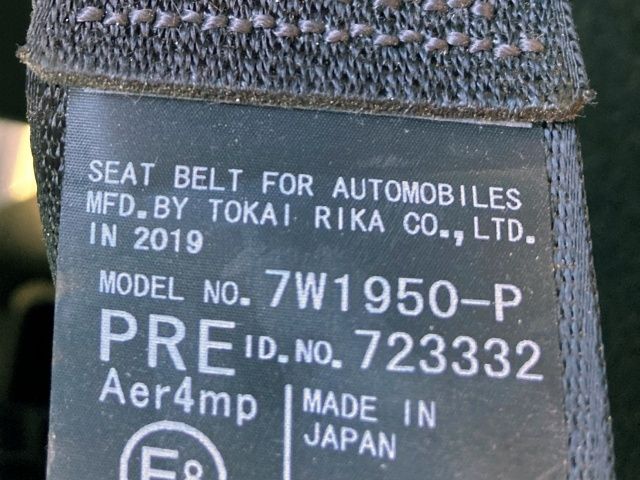 SEAT BELT FOR AUTOMOBILES
MFD.BY TOKAI RIKA CO.,LTD.
IN 2019
MODEL NO. 7W1950-P
PRE ID.NO. 723332
Aer4mp
MADE IN
JAPAN
E8